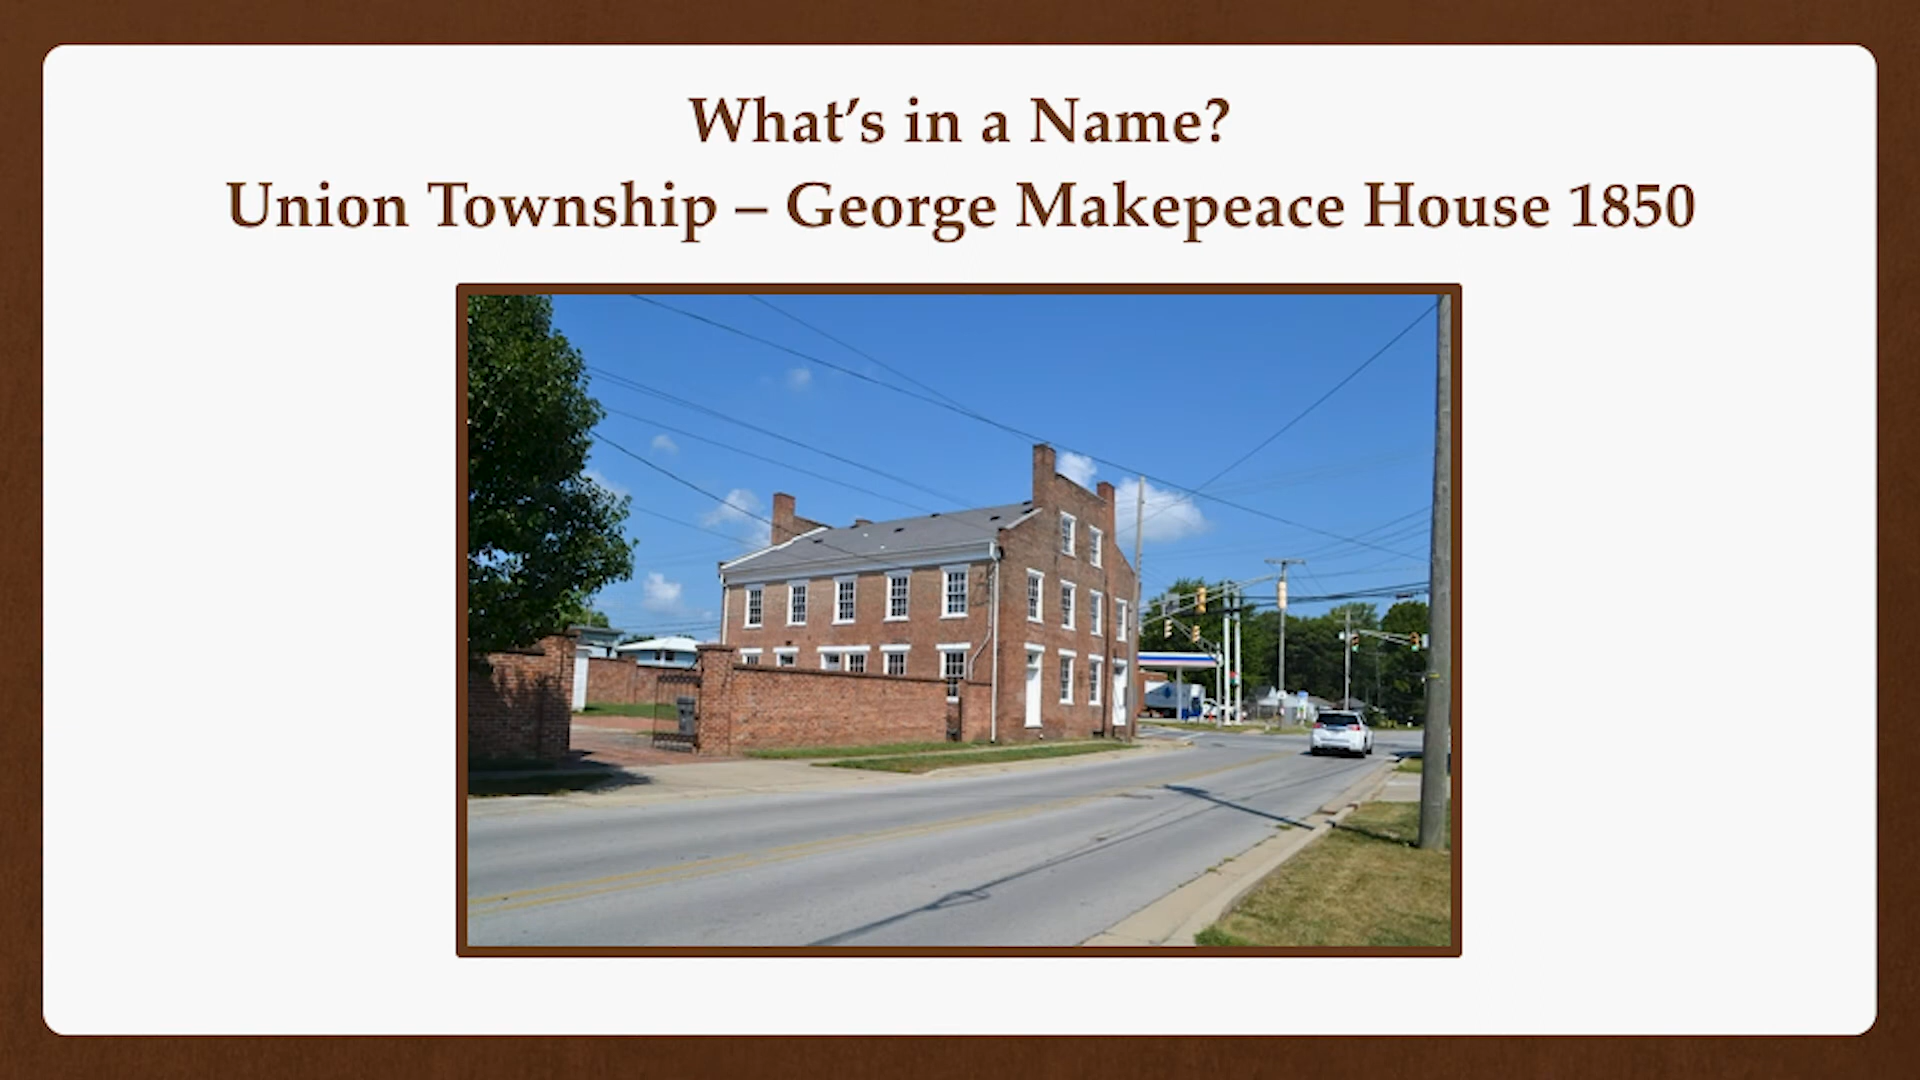 What’s in a Name?
Union Township – George Makepeace House 1850